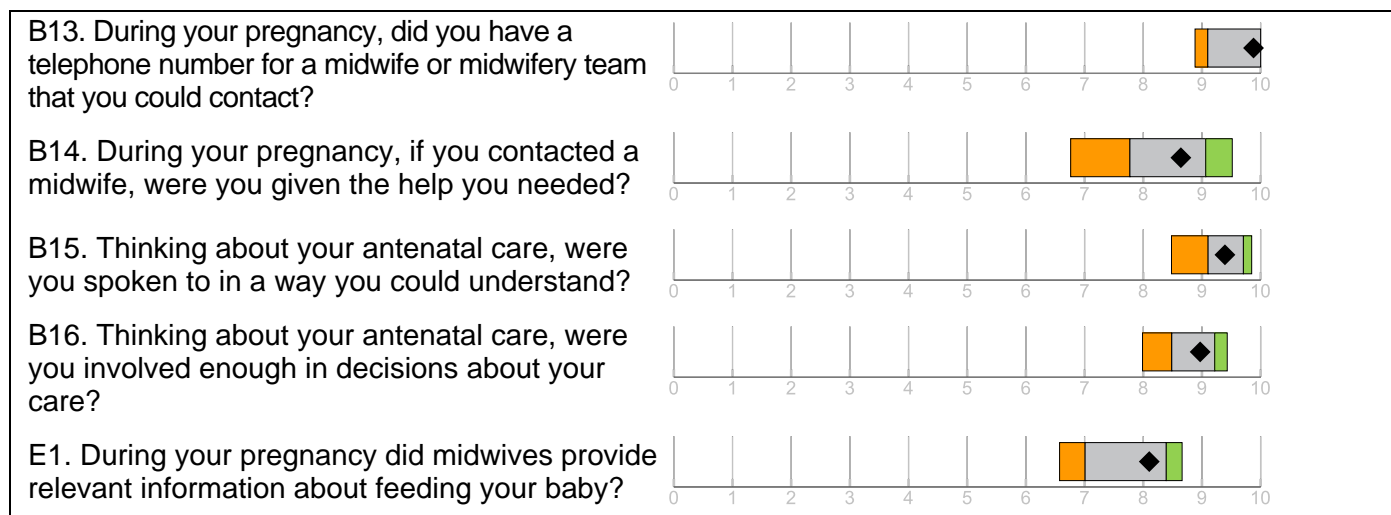 B13. During your pregnancy, did you have a
telephone number for a midwife or midwifery team
that you could contact?
0 1 2 3 4 5 6 7 8 9 10
B14. During your pregnancy, if you contacted a
midwife, were you given the help you needed?
0 1 2 3 4 5 6 7 8 9 10
B15. Thinking about your antenatal care, were
you spoken to in a way you could understand?
0 1 2 3 4 5 6 7 8 9 10
B16. Thinking about your antenatal care, were
you involved enough in decisions about your
care?
0 1 2 3 4 5 6 7 8 9 10
E1. During your pregnancy did midwives provide
relevant information about feeding your baby?
0 1 2 3 4 5 6 7 8 9 10